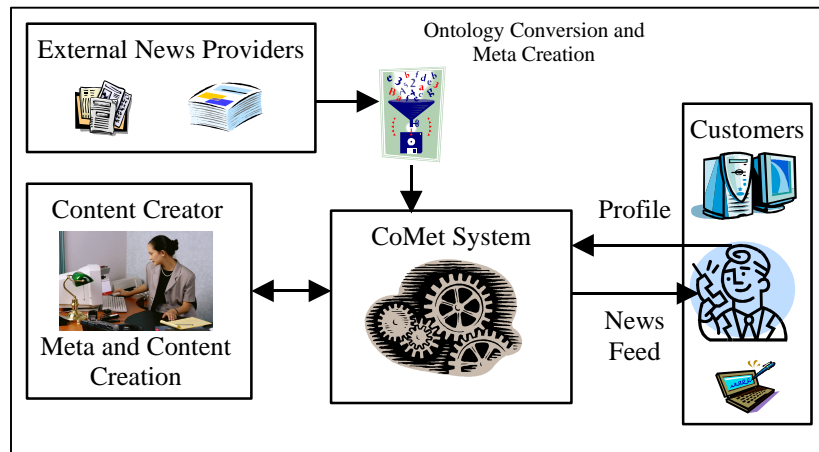 External News Providers
Ontology Conversion and
Meta Creation
Customers
Content Creator
Profile
CoMet System
News
Feed
Meta and Content
Creation